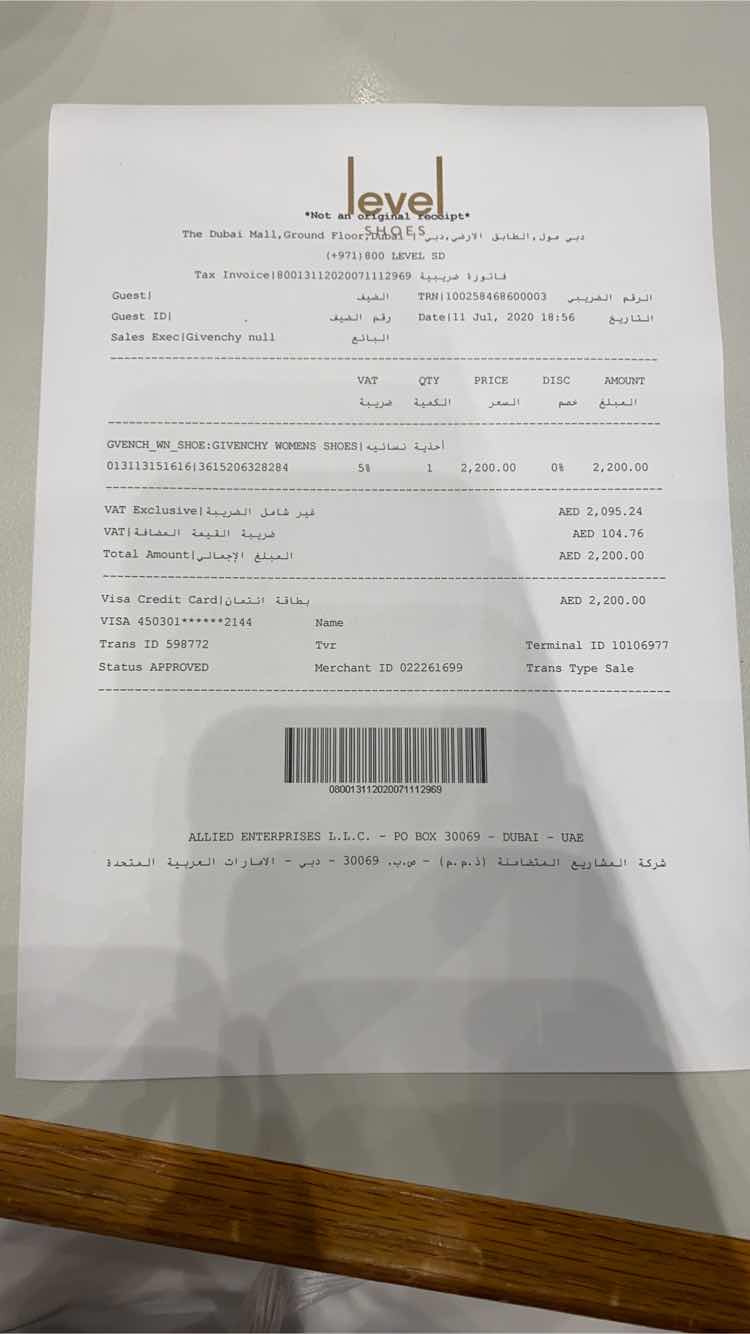 level
SHOES
*Not an original receipt*
The Dubai Mall,Ground Floor,Dubai | دبي مول,الطابق الارضي,دبي
(+971)800 LEVEL SD
Tax Invoice|80013112020071112969 فاتورة ضريبية
Guest| الضيف TRN|100258468600003 الرقم الضريبي
Guest ID| رقم الضيف Date|11 Jul, 2020 18:56 التاريخ
Sales Exec|Givenchy null البائع
VAT QTY PRICE DISC AMOUNT
ضريبة الكمية السعر خصم المبلغ
GVENCH_WN_SHOE:GIVENCHY WOMENS SHOES|أحذية نسائيه
013113151616|3615206328284 5% 1 2,200.00 0% 2,200.00
VAT Exclusive|غير شامل الضريبة AED 2,095.24
VAT|ضريبة القيمة المضافة AED 104.76
Total Amount|المبلغ الإجمالي AED 2,200.00
Visa Credit Card|بطاقة ائتمان AED 2,200.00
VISA 450301******2144 Name
Trans ID 598772 Tvr Terminal ID 10106977
Status APPROVED Merchant ID 022261699 Trans Type Sale
080013112020071112969
ALLIED ENTERPRISES L.L.C. - PO BOX 30069 - DUBAI - UAE
شركة المشاريع المتضامنة (ذ.م.م) - ص.ب. 30069 - دبي - الامارات العربية المتحدة